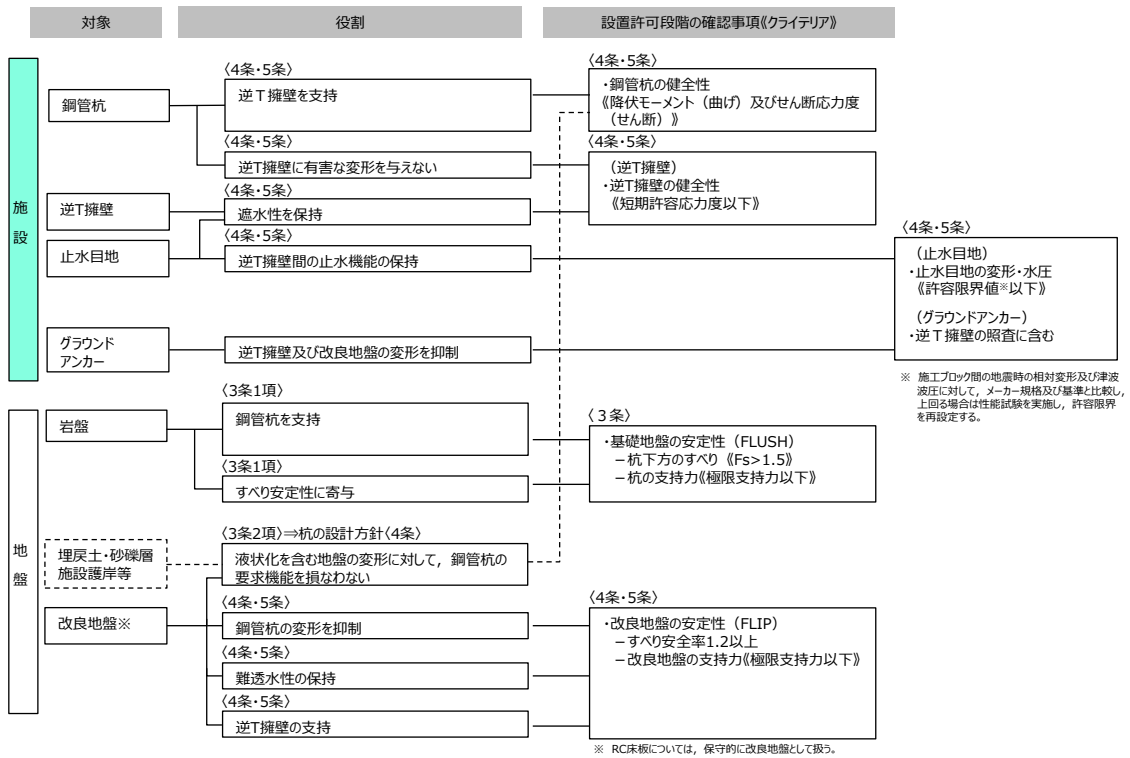 対象
役割
設置許可段階の確認事項《クライテリア》
施設
鋼管杭
〈4条・5条〉
逆T擁壁を支持
〈4条・5条〉
・鋼管杭の健全性
《降伏モーメント（曲げ）及びせん断応力度
（せん断）》
〈4条・5条〉
逆T擁壁に有害な変形を与えない
〈4条・5条〉
（逆T擁壁）
・逆T擁壁の健全性
《短期許容応力度以下》
逆T擁壁
〈4条・5条〉
遮水性を保持
止水目地
〈4条・5条〉
逆T擁壁間の止水機能の保持
〈4条・5条〉
（止水目地）
・止水目地の変形・水圧
《許容限界値※以下》
（グラウンドアンカー）
・逆T擁壁の照査に含む
グラウンド
アンカー
逆T擁壁及び改良地盤の変形を抑制
※ 施工ブロック間の地震時の相対変形及び津波
波圧に対して，メーカー規格及び基準と比較し，
上回る場合は性能試験を実施し，許容限界
を再設定する。
地盤
岩盤
〈3条1項〉
鋼管杭を支持
〈3条1項〉
すべり安定性に寄与
〈３条〉
・基礎地盤の安定性（FLUSH）
－杭下方のすべり《Fs>1.5》
－杭の支持力《極限支持力以下》
埋戻土・砂礫層
施設護岸等
〈3条2項〉⇒杭の設計方針〈4条〉
液状化を含む地盤の変形に対して，鋼管杭の
要求機能を損なわない
改良地盤※
〈4条・5条〉
鋼管杭の変形を抑制
〈4条・5条〉
難透水性の保持
〈4条・5条〉
逆T擁壁の支持
〈4条・5条〉
・改良地盤の安定性（FLIP）
－すべり安全率1.2以上
－改良地盤の支持力《極限支持力以下》
※ RC床板については，保守的に改良地盤として扱う。